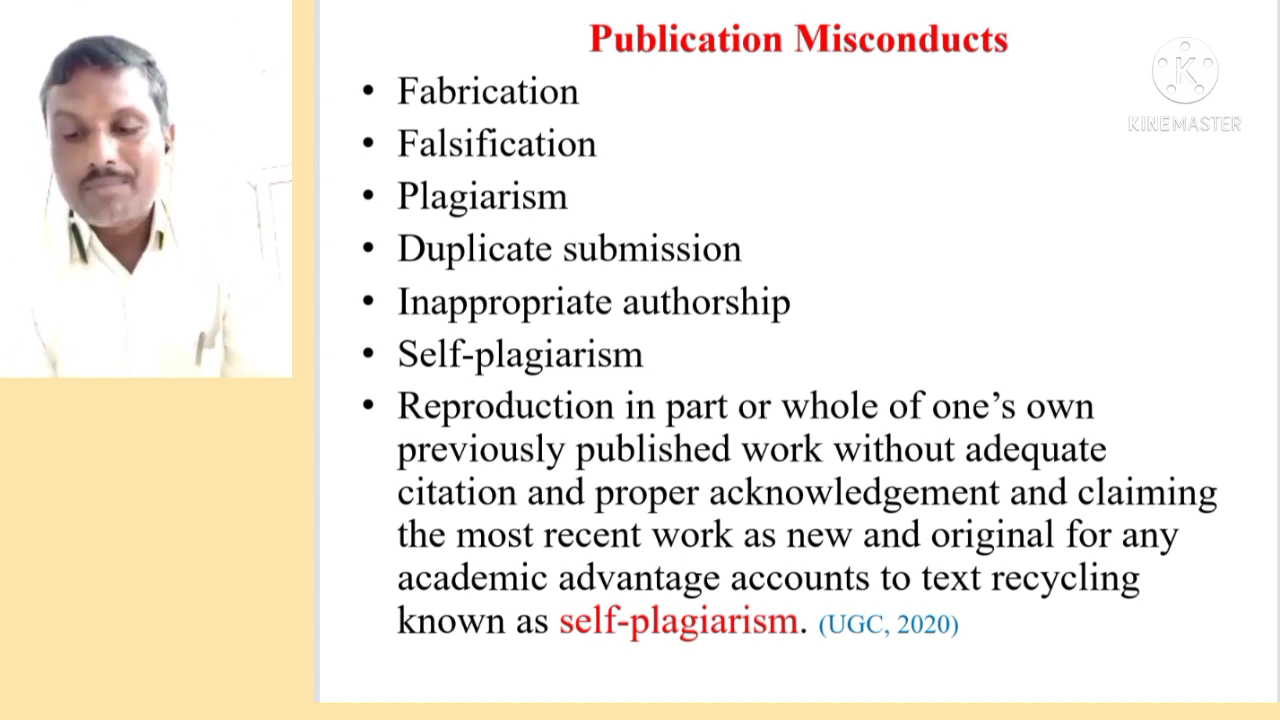 Publication Misconducts
KINEMASTER
• Fabrication
• Falsification
• Plagiarism
• Duplicate submission
• Inappropriate authorship
• Self-plagiarism
• Reproduction in part or whole of one’s own
previously published work without adequate
citation and proper acknowledgement and claiming
the most recent work as new and original for any
academic advantage accounts to text recycling
known as self-plagiarism. (UGC, 2020)